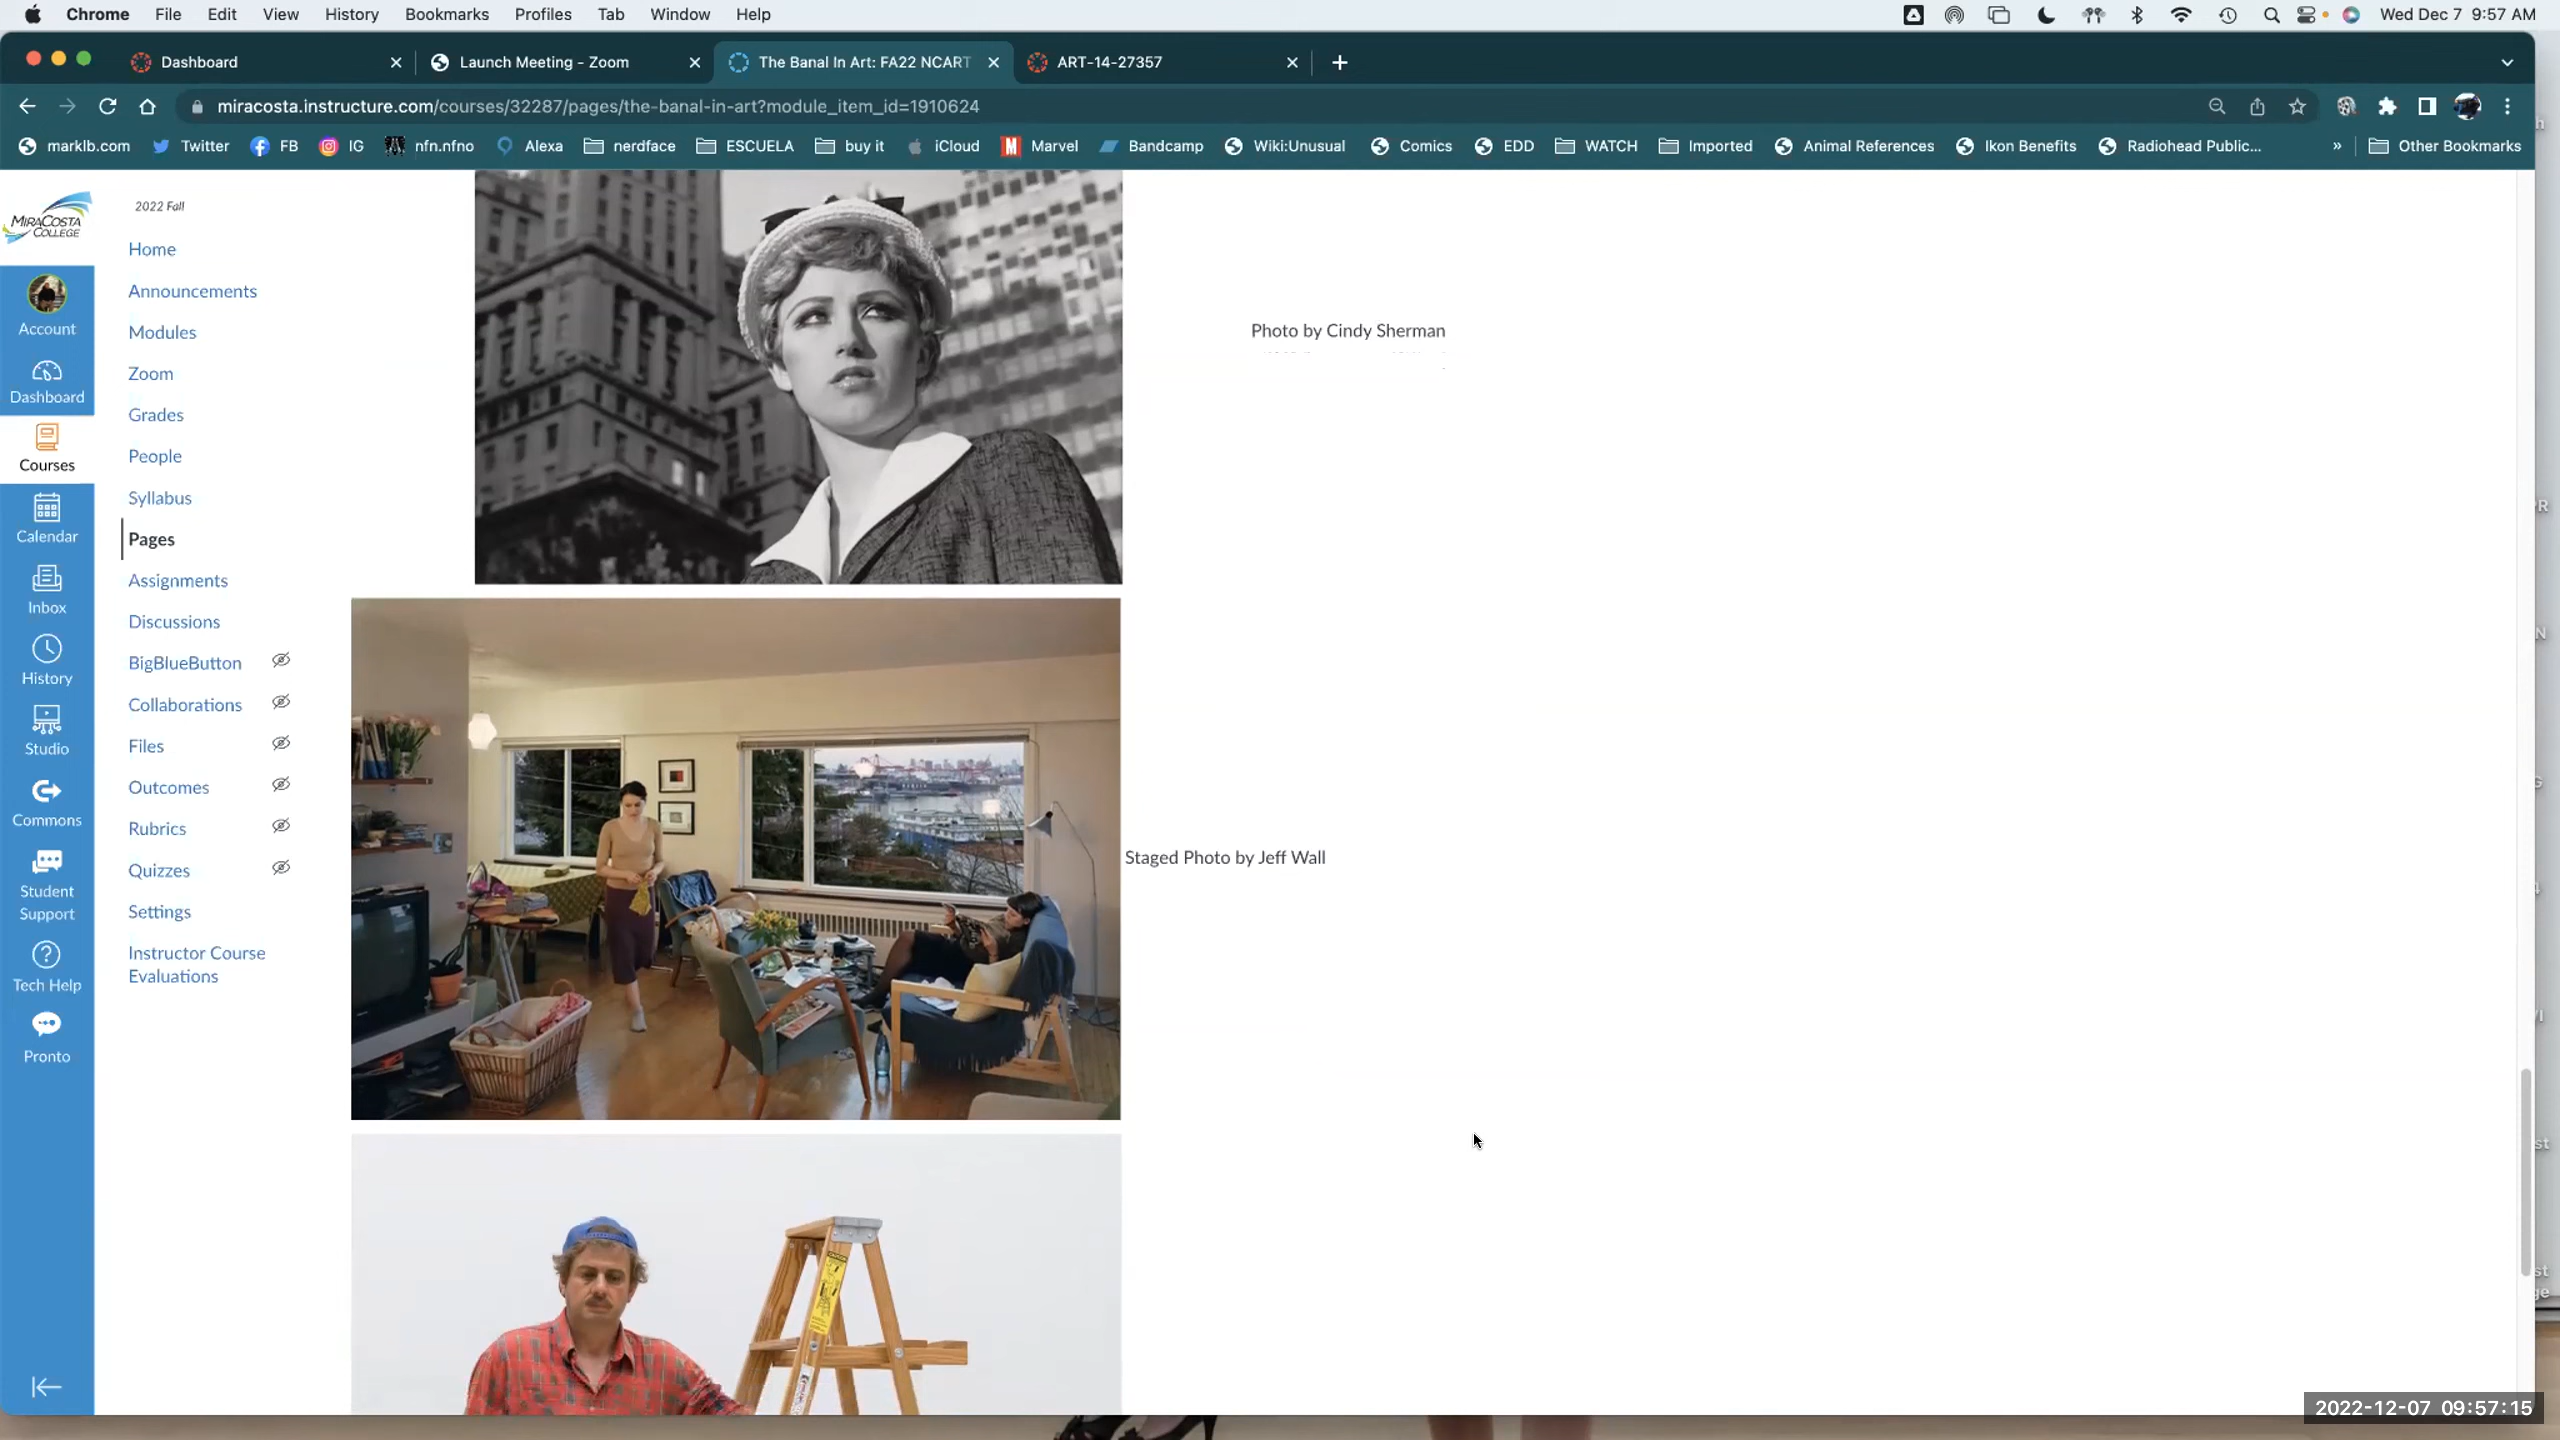 Chrome File Edit View History Bookmarks Profiles Tab Window Help Wed Dec 7 9:57 AM
Dashboard Launch Meeting - Zoom The Banal In Art: FA22 NCART ART-14-27357
miracosta.instructure.com/courses/32287/pages/the-banal-in-art?module_item_id=1910624
marklb.com Twitter FB IG nfn.nfno Alexa nerdface ESCUELA buy it iCloud Marvel Bandcamp Wiki:Unusual Comics EDD WATCH Imported Animal References Ikon Benefits Radiohead Public... » Other Bookmarks
MIRACOSTA
COLLEGE
Account
Dashboard
Courses
Calendar
Inbox
History
Studio
Commons
Student
Support
Tech Help
Pronto
2022 Fall
Home
Announcements
Modules
Zoom
Grades
People
Syllabus
Pages
Assignments
Discussions
BigBlueButton
Collaborations
Files
Outcomes
Rubrics
Quizzes
Settings
Instructor Course
Evaluations
Photo by Cindy Sherman
Staged Photo by Jeff Wall
2022-12-07 09:57:15